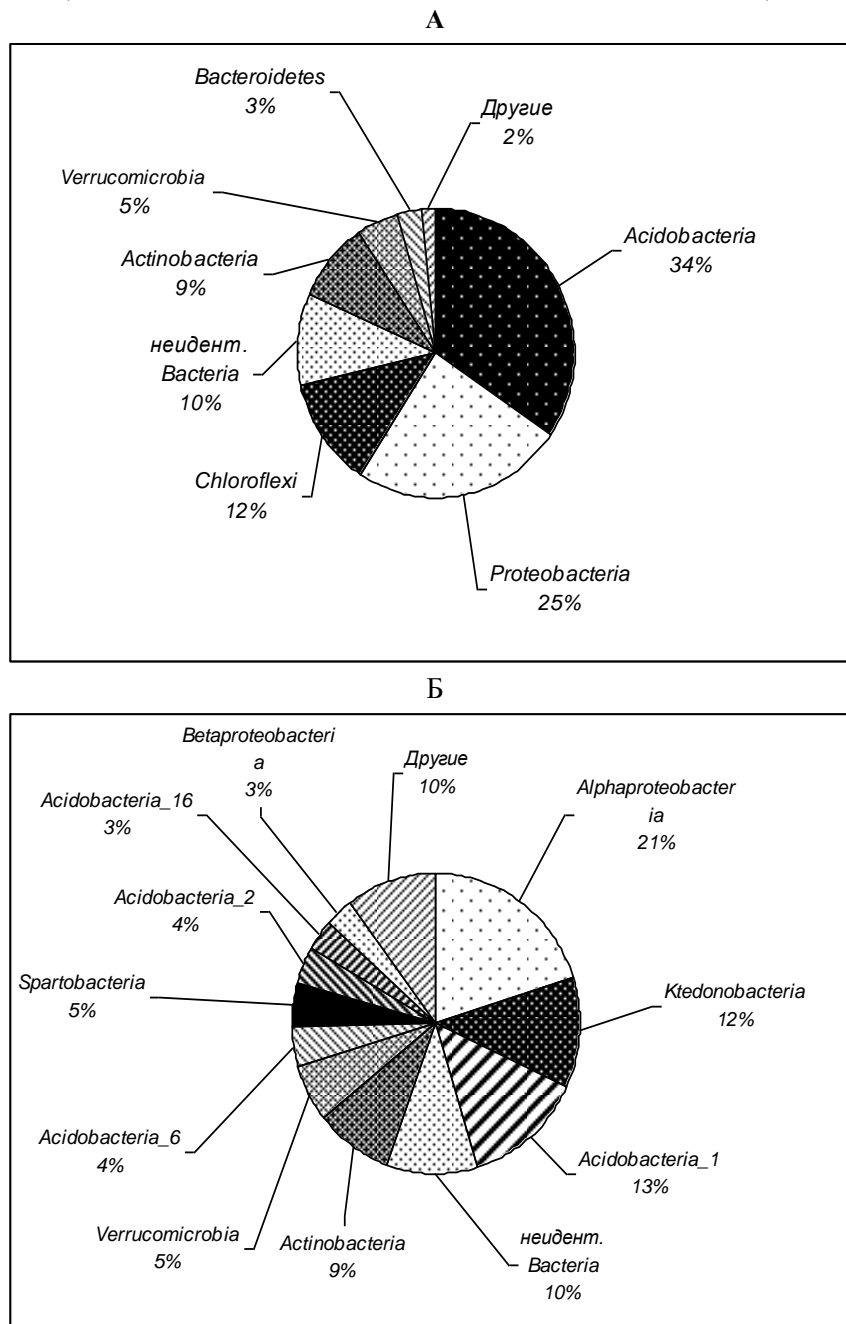 А
Bacteroidetes
3%
Другие
2%
Verrucomicrobia
5%
Acidobacteria
34%
Actinobacteria
9%
неидент.
Bacteria
10%
Chloroflexi
12%
Proteobacteria
25%
Б
Betaproteobacteri
a
3%
Другие
10%
Alphaproteobacter
ia
21%
Acidobacteria_16
3%
Acidobacteria_2
4%
Spartobacteria
5%
Ktedonobacteria
12%
Acidobacteria_6
4%
Acidobacteria_1
13%
Verrucomicrobia
5%
Actinobacteria
9%
неидент.
Bacteria
10%